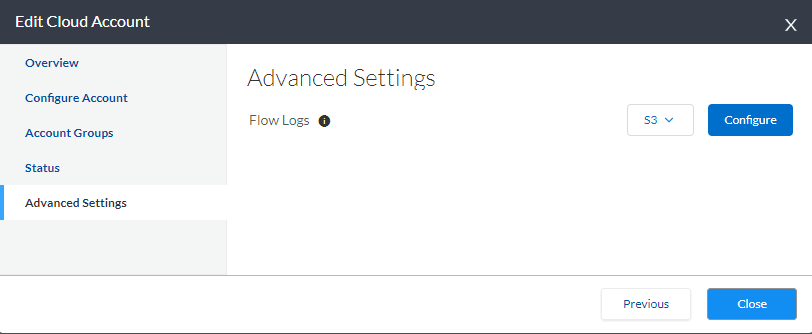 Edit Cloud Account
X
Overview
Configure Account
Account Groups
Status
Advanced Settings
Advanced Settings
Flow Logs
S3
Configure
Previous
Close